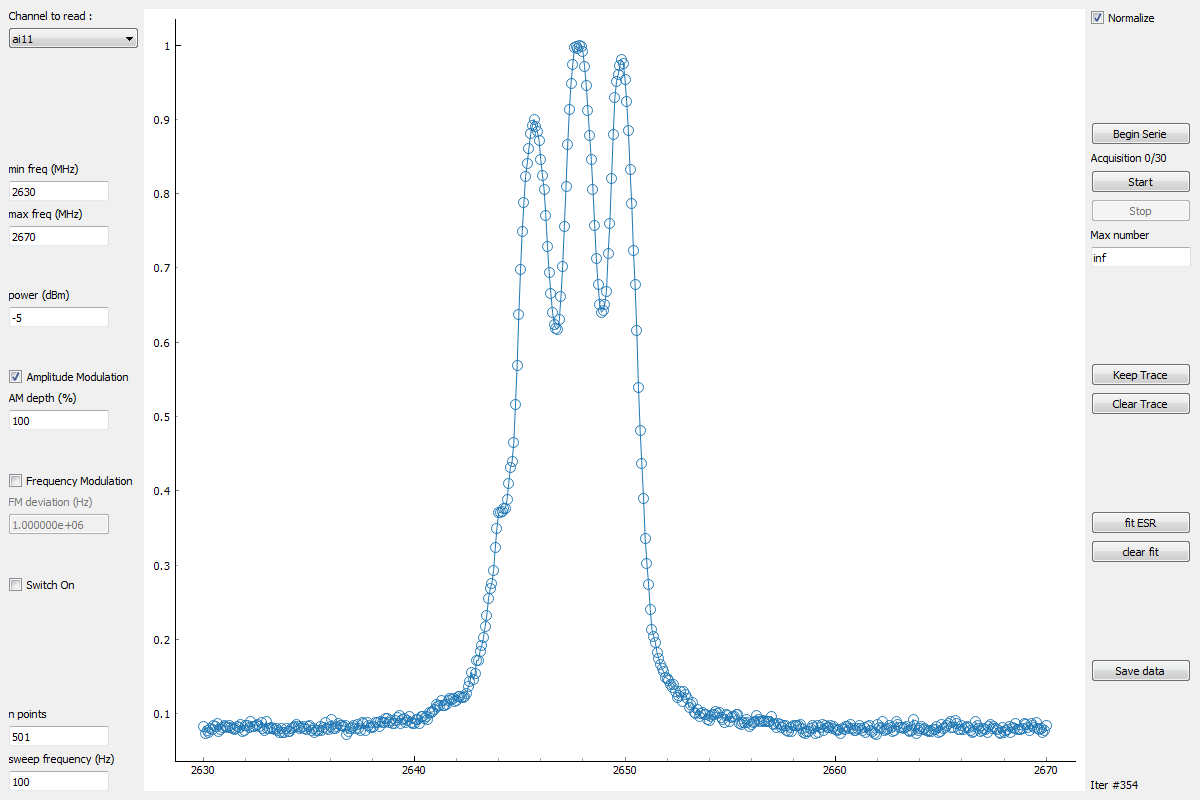 Channel to read :
ai11
min freq (MHz)
2630
max freq (MHz)
2670
power (dBm)
-5
Amplitude Modulation
AM depth (%)
100
Frequency Modulation
FM deviation (Hz)
1.000000e+06
Switch On
n points
501
sweep frequency (Hz)
100
1
0.9
0.8
0.7
0.6
0.5
0.4
0.3
0.2
0.1
2630 2640 2650 2660 2670
Normalize
Begin Serie
Acquisition 0/30
Start
Stop
Max number
inf
Keep Trace
Clear Trace
fit ESR
clear fit
Save data
Iter #354